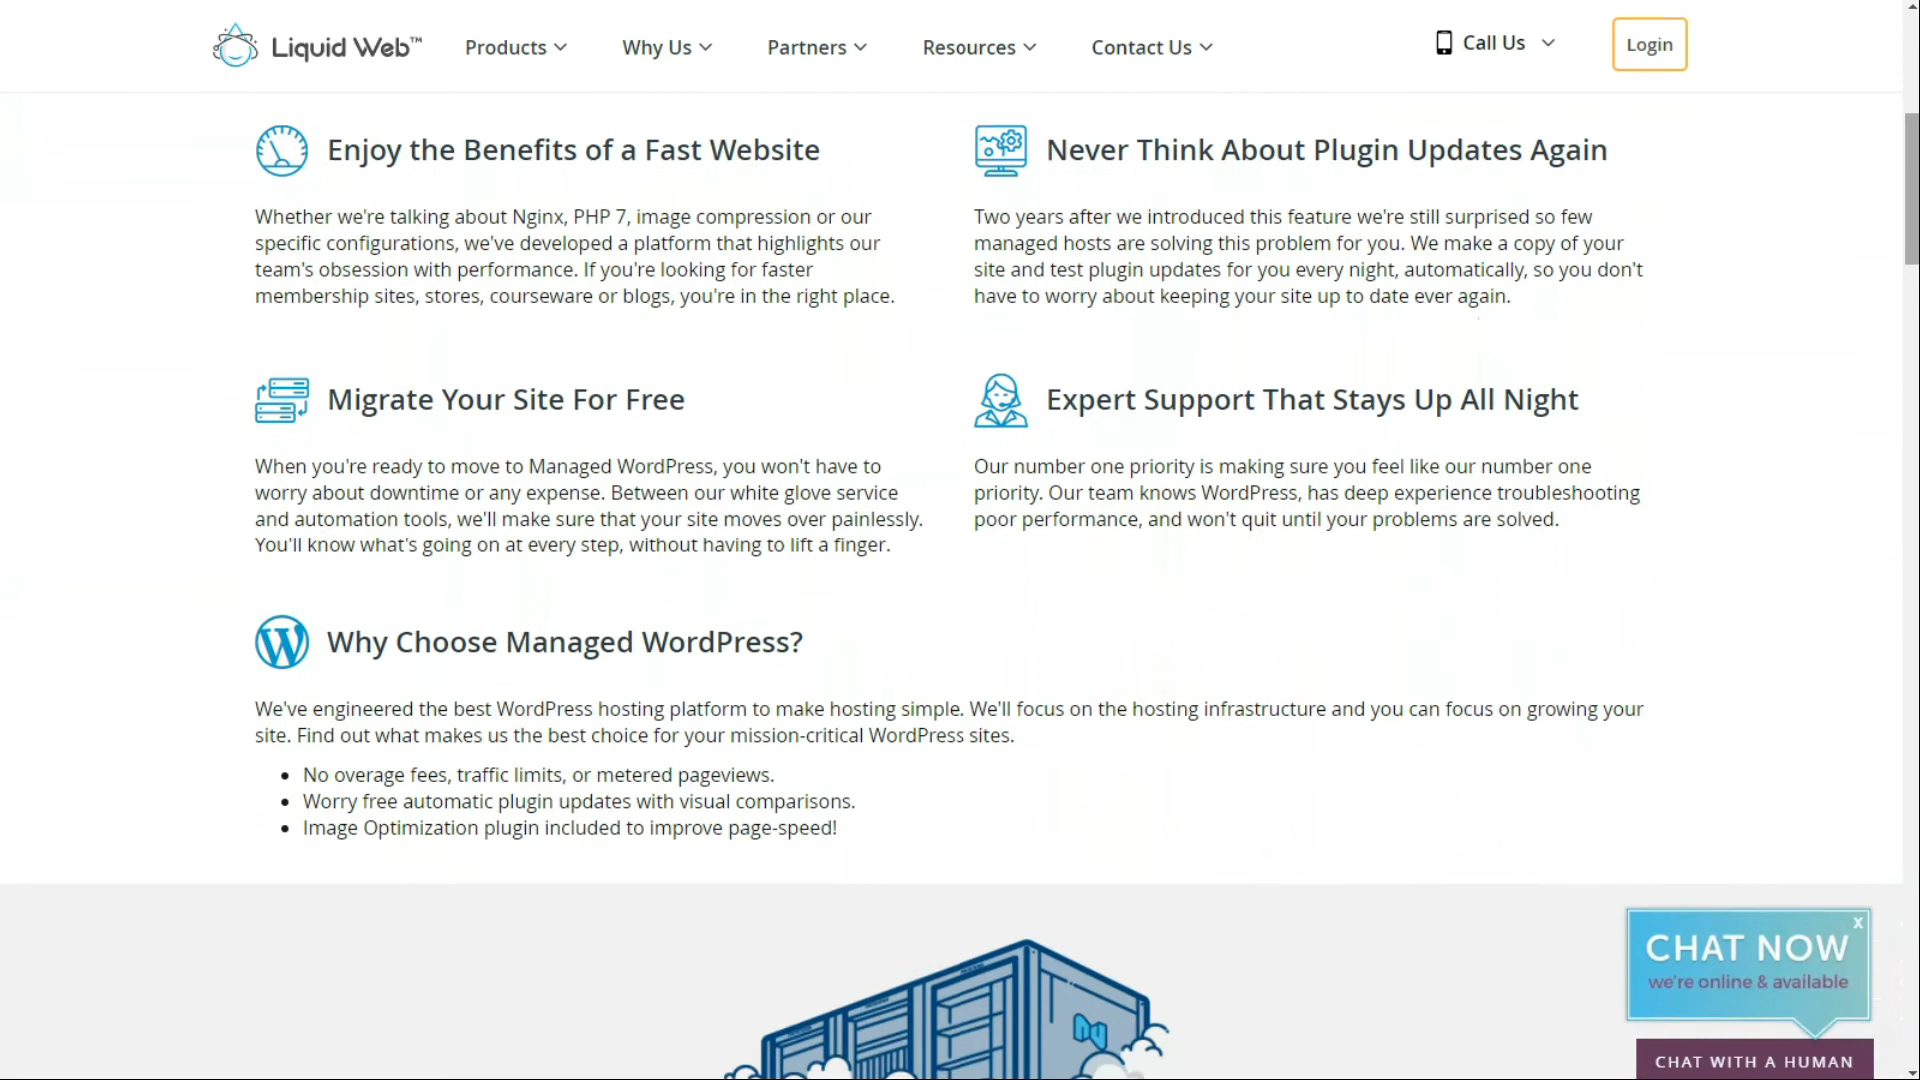 Liquid Web™
Products
Why Us
Partners
Resources
Contact Us
Call Us
Login
Enjoy the Benefits of a Fast Website
Whether we're talking about Nginx, PHP 7, image compression or our
specific configurations, we've developed a platform that highlights our
team's obsession with performance. If you're looking for faster
membership sites, stores, courseware or blogs, you're in the right place.
Never Think About Plugin Updates Again
Two years after we introduced this feature we're still surprised so few
managed hosts are solving this problem for you. We make a copy of your
site and test plugin updates for you every night, automatically, so you don't
have to worry about keeping your site up to date ever again.
Migrate Your Site For Free
When you're ready to move to Managed WordPress, you won't have to
worry about downtime or any expense. Between our white glove service
and automation tools, we'll make sure that your site moves over painlessly.
You'll know what's going on at every step, without having to lift a finger.
Expert Support That Stays Up All Night
Our number one priority is making sure you feel like our number one
priority. Our team knows WordPress, has deep experience troubleshooting
poor performance, and won't quit until your problems are solved.
Why Choose Managed WordPress?
We've engineered the best WordPress hosting platform to make hosting simple. We'll focus on the hosting infrastructure and you can focus on growing your
site. Find out what makes us the best choice for your mission-critical WordPress sites.
• No overage fees, traffic limits, or metered pageviews.
• Worry free automatic plugin updates with visual comparisons.
• Image Optimization plugin included to improve page-speed!
x
CHAT NOW
we're online & available
CHAT WITH A HUMAN